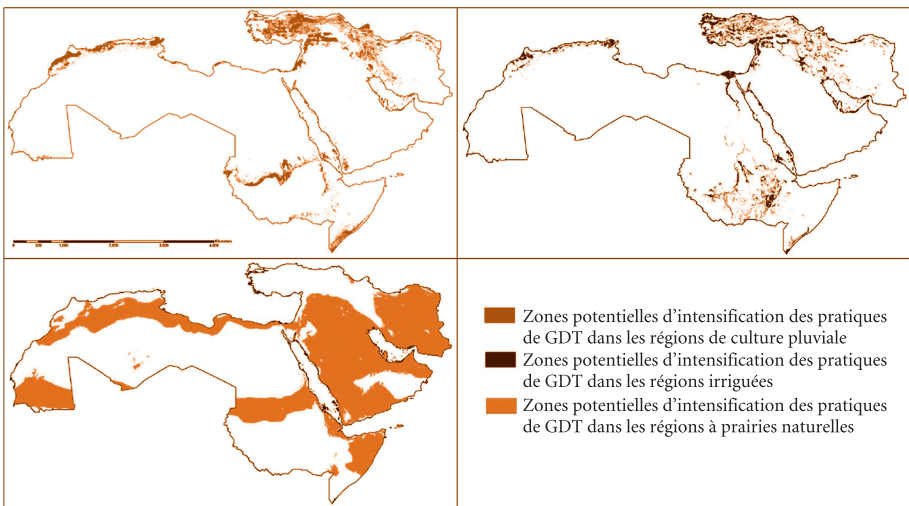 Zones potentielles d’intensification des pratiques
de GDT dans les régions de culture pluviale
Zones potentielles d’intensification des pratiques
de GDT dans les régions irriguées
Zones potentielles d’intensification des pratiques
de GDT dans les régions à prairies naturelles